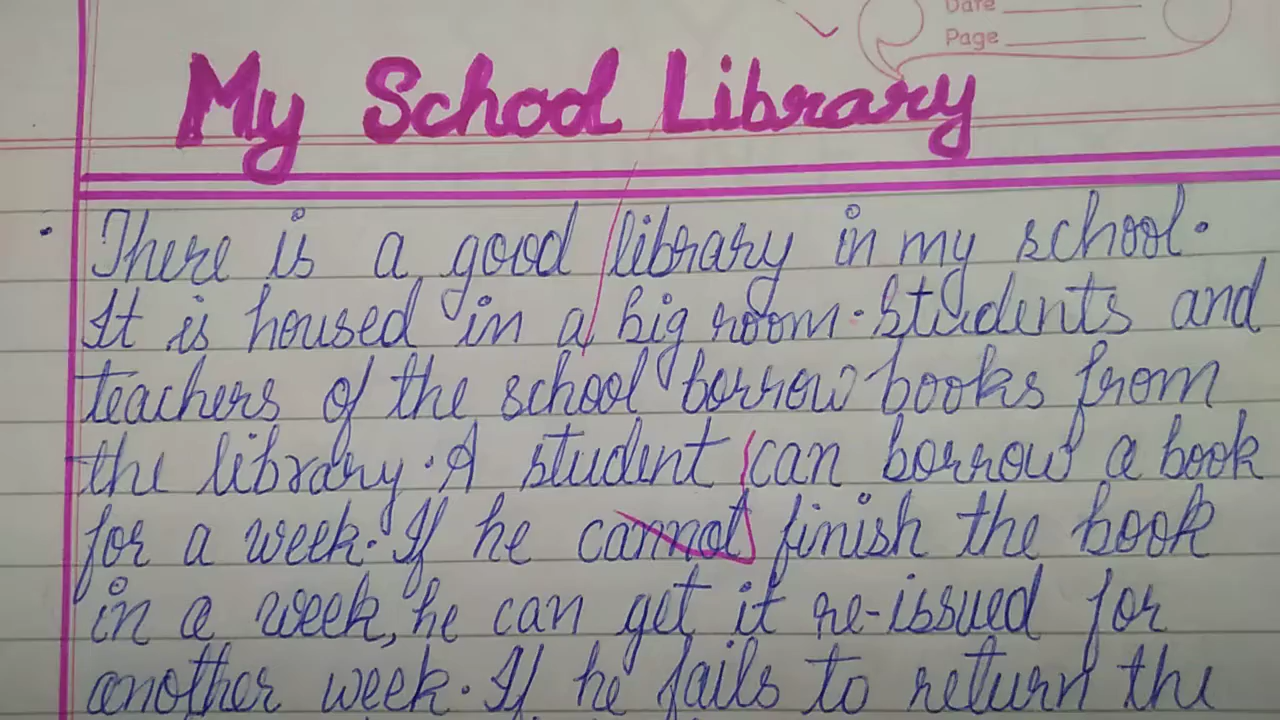 Date
Page
My School Library
There is a good library in my school.
It is housed in a big room. Students and
teachers of the school borrow books from
the library. A student can borrow a book
for a week. If he cannot finish the book
in a week, he can get it re-issued for
another week. If he fails to return the